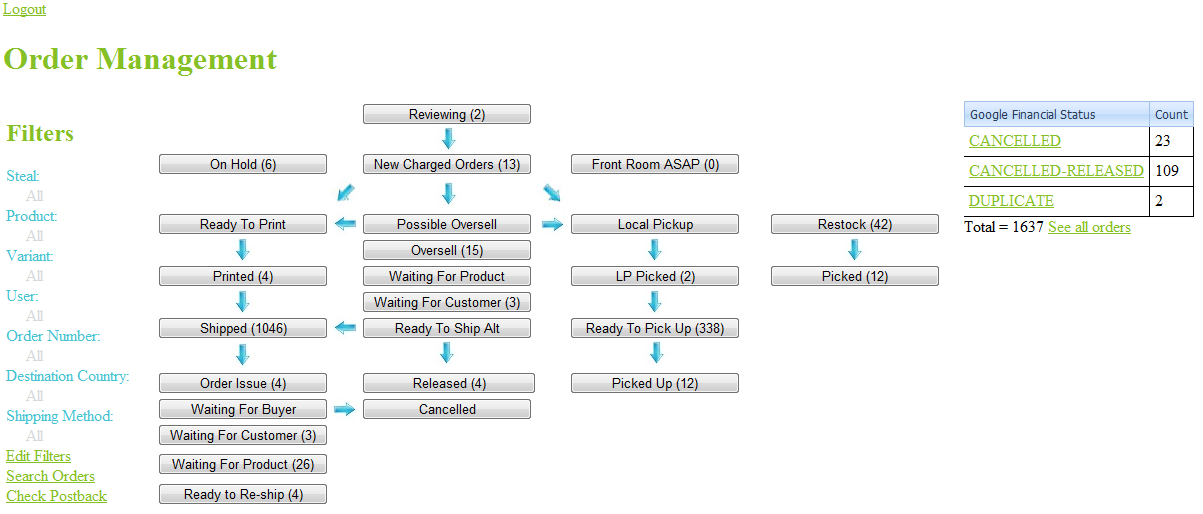 Logout
Order Management
Filters
Steal:
All
Product:
All
Variant:
All
User:
All
Order Number:
All
Destination Country:
All
Shipping Method:
All
Edit Filters
Search Orders
Check Postback
Reviewing (2)
On Hold (6)
New Charged Orders (13)
Front Room ASAP (0)
Ready To Print
Possible Oversell
Local Pickup
Restock (42)
Oversell (15)
Printed (4)
Waiting For Product
LP Picked (2)
Picked (12)
Waiting For Customer (3)
Shipped (1046)
Ready To Ship Alt
Ready To Pick Up (338)
Order Issue (4)
Released (4)
Picked Up (12)
Waiting For Buyer
Cancelled
Waiting For Customer (3)
Waiting For Product (26)
Ready to Re-ship (4)
Google Financial Status Count
CANCELLED 23
CANCELLED-RELEASED 109
DUPLICATE 2
Total = 1637 See all orders